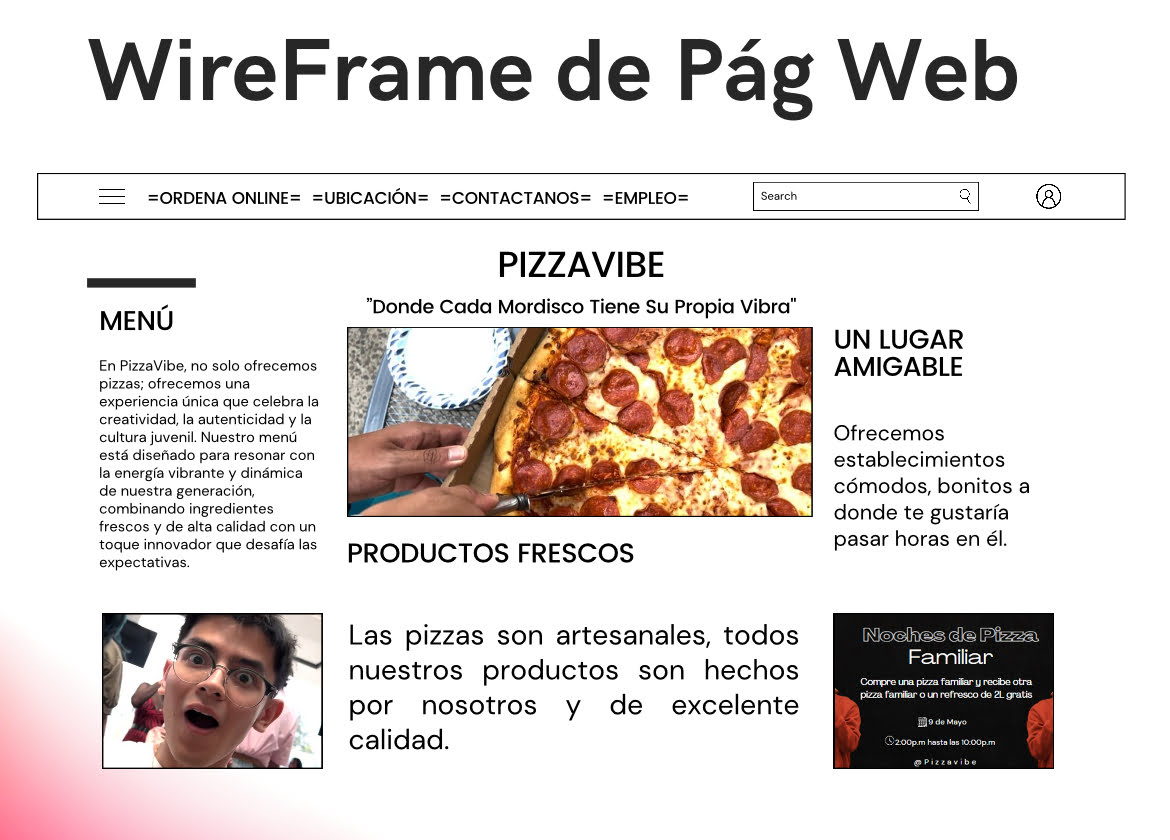 WireFrame de Pág Web
=ORDENA ONLINE= =UBICACIÓN= =CONTACTANOS= =EMPLEO= Search
PIZZAVIBE
"Donde Cada Mordisco Tiene Su Propia Vibra"
MENÚ
En PizzaVibe, no solo ofrecemos
pizzas; ofrecemos una
experiencia única que celebra la
creatividad, la autenticidad y la
cultura juvenil. Nuestro menú
está diseñado para resonar con
la energía vibrante y dinámica
de nuestra generación,
combinando ingredientes
frescos y de alta calidad con un
toque innovador que desafía las
expectativas.
PRODUCTOS FRESCOS
Las pizzas son artesanales, todos
nuestros productos son hechos
por nosotros y de excelente
calidad.
UN LUGAR
AMIGABLE
Ofrecemos
establecimientos
cómodos, bonitos a
donde te gustaría
pasar horas en él.
Noches de Pizza
Familiar
Compre una pizza familiar y recibe otra
pizza familiar o un refresco de 2L gratis
9 de Mayo
2:00p.m hasta las 10:00p.m
@Pizzavibe